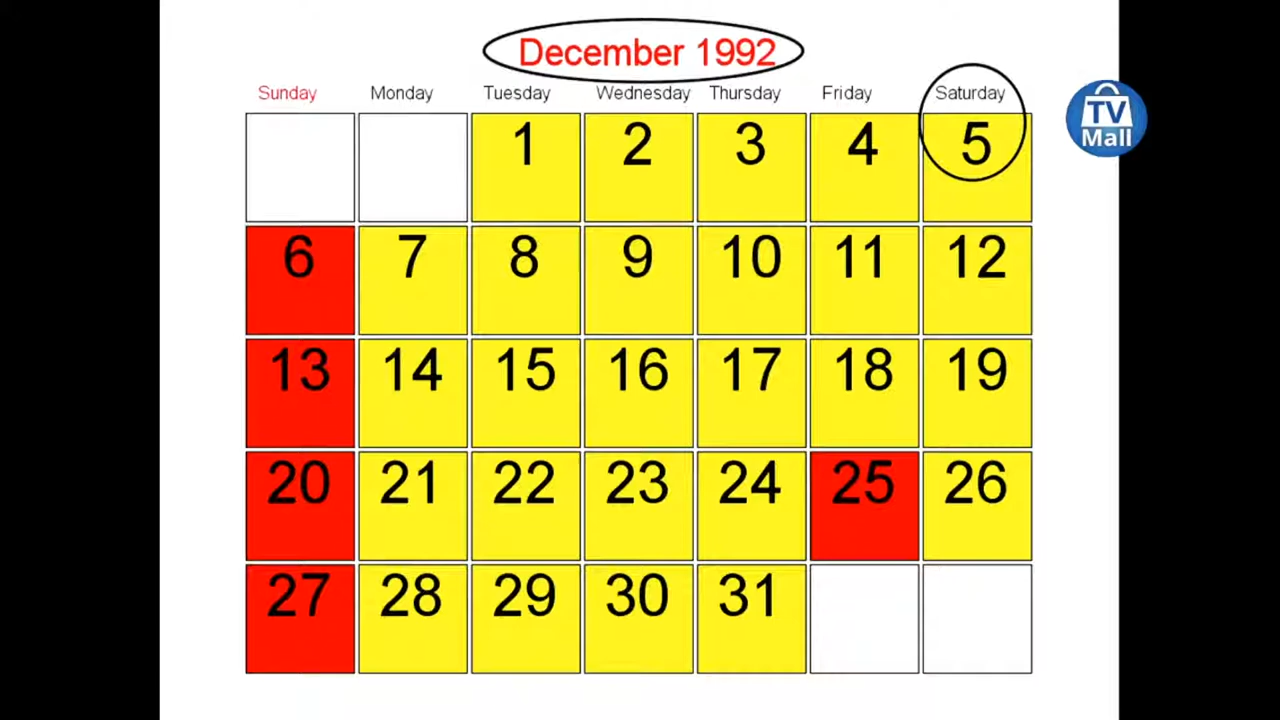 December 1992
Sunday Monday Tuesday Wednesday Thursday Friday Saturday
TV
Mall
1 2 3 4 5
6 7 8 9 10 11 12
13 14 15 16 17 18 19
20 21 22 23 24 25 26
27 28 29 30 31